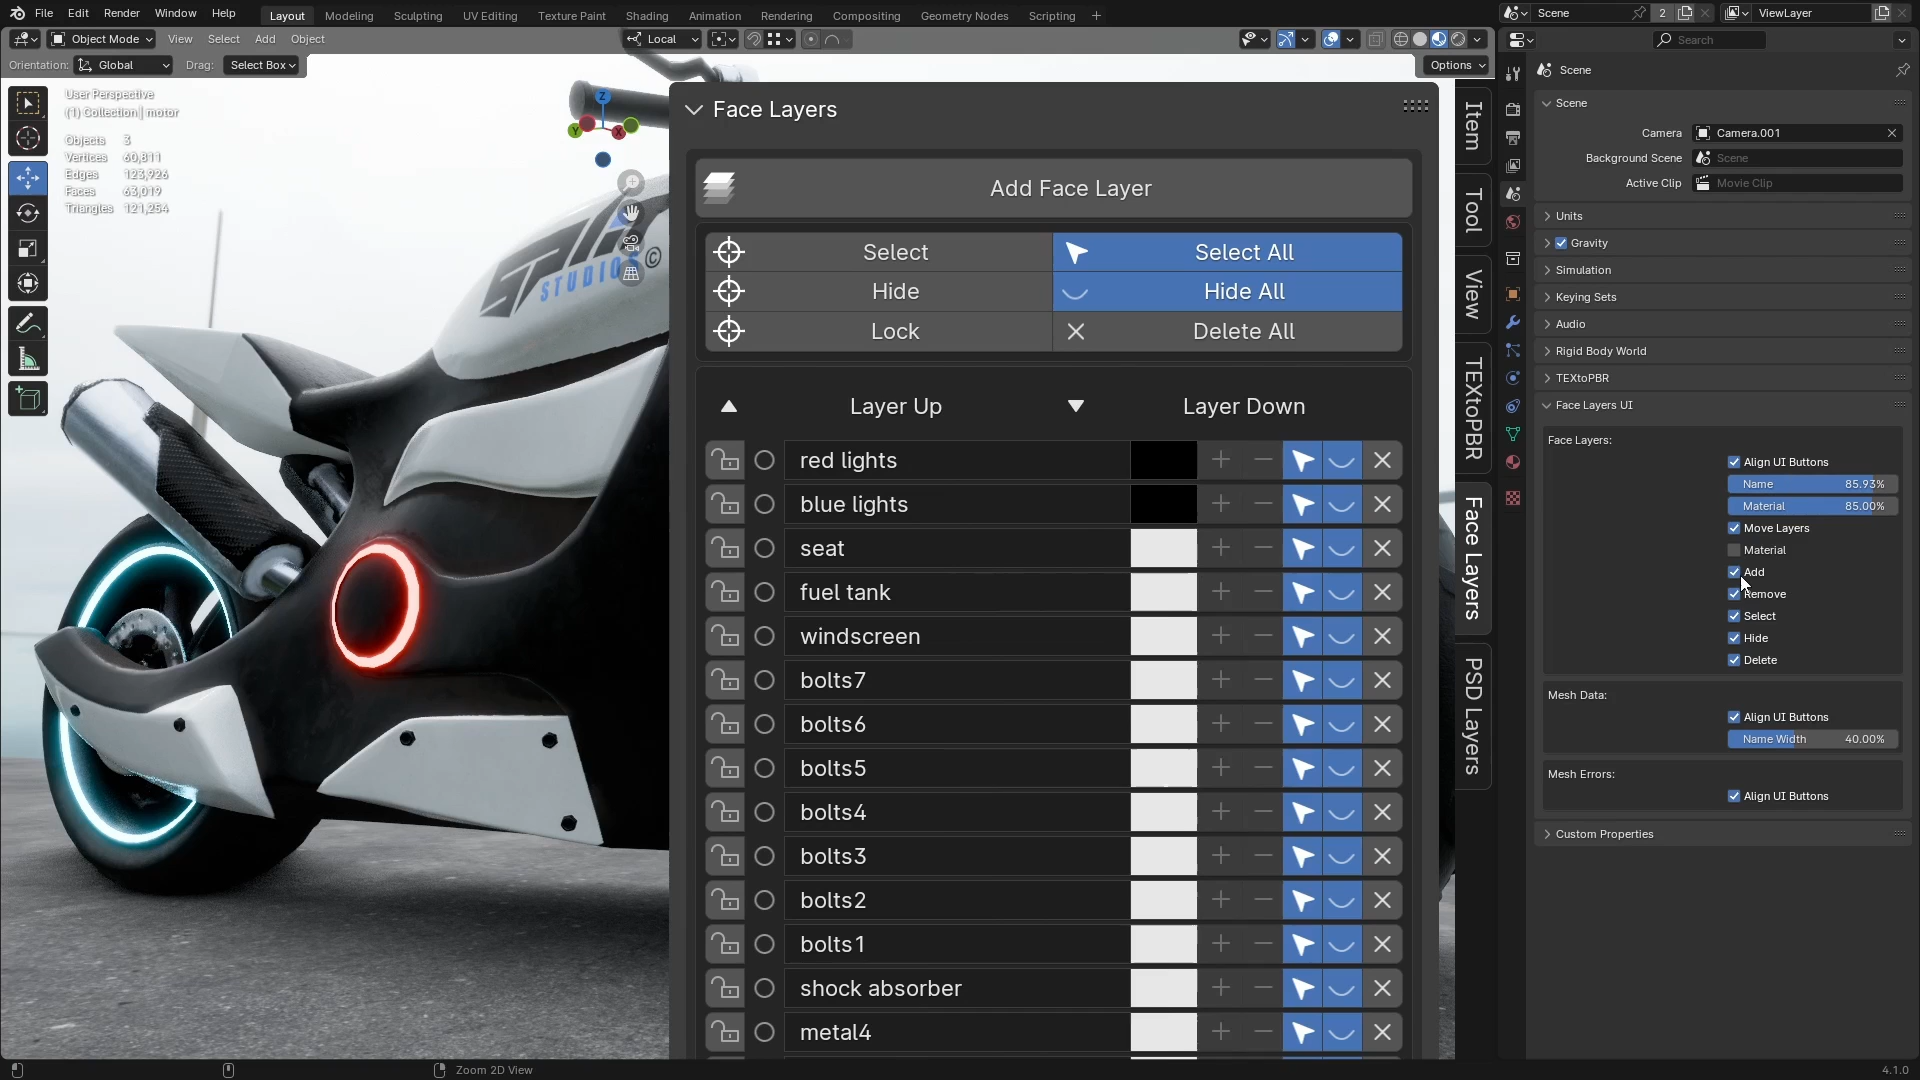 File Edit Render Window Help Layout Modeling Sculpting UV Editing Texture Paint Shading Animation Rendering Compositing Geometry Nodes Scripting + Scene 2 ViewLayer
Object Mode View Select Add Object Local Search
Orientation: Global Drag: Select Box Options
User Perspective
(1) Collection | motor
Objects 3
Vertices 60,811
Edges 123,926
Faces 63,019
Triangles 121,254
Z
Y
X
STUDIOS©
Face Layers
Add Face Layer
Select Select All
Hide Hide All
Lock Delete All
Layer Up Layer Down
red lights
blue lights
seat
fuel tank
windscreen
bolts7
bolts6
bolts5
bolts4
bolts3
bolts2
bolts1
shock absorber
metal4
Item
Tool
View
TEXtoPBR
Face Layers
PSD Layers
Scene
Scene
Camera Camera.001
Background Scene Scene
Active Clip Movie Clip
Units
Gravity
Simulation
Keying Sets
Audio
Rigid Body World
TEXtoPBR
Face Layers UI
Face Layers:
Align UI Buttons
Name 85.93%
Material 85.00%
Move Layers
Material
Add
Remove
Select
Hide
Delete
Mesh Data:
Align UI Buttons
Name Width 40.00%
Mesh Errors:
Align UI Buttons
Custom Properties
Zoom 2D View
4.1.0